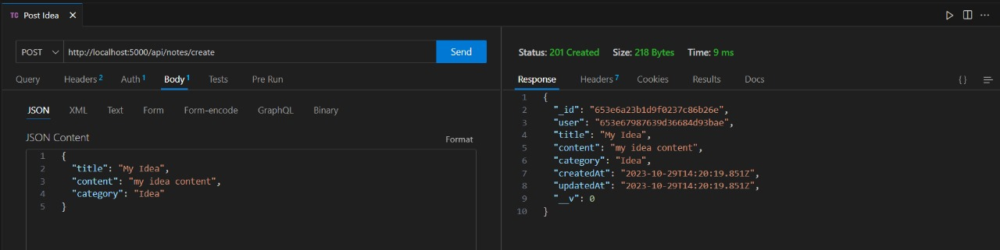 TC Post Idea
POST http://localhost:5000/api/notes/create Send
Query Headers 2 Auth 1 Body 1 Tests Pre Run
JSON XML Text Form Form-encode GraphQL Binary
JSON Content Format
1 {
2 "title": "My Idea",
3 "content": "my idea content",
4 "category": "Idea"
5 }
Status: 201 Created Size: 218 Bytes Time: 9 ms
Response Headers 7 Cookies Results Docs { }
1 {
2 "_id": "653e6a23b1d9f0237c86b26e",
3 "user": "653e67987639d36684d93bae",
4 "title": "My Idea",
5 "content": "my idea content",
6 "category": "Idea",
7 "createdAt": "2023-10-29T14:20:19.851Z",
8 "updatedAt": "2023-10-29T14:20:19.851Z",
9 "__v": 0
10 }